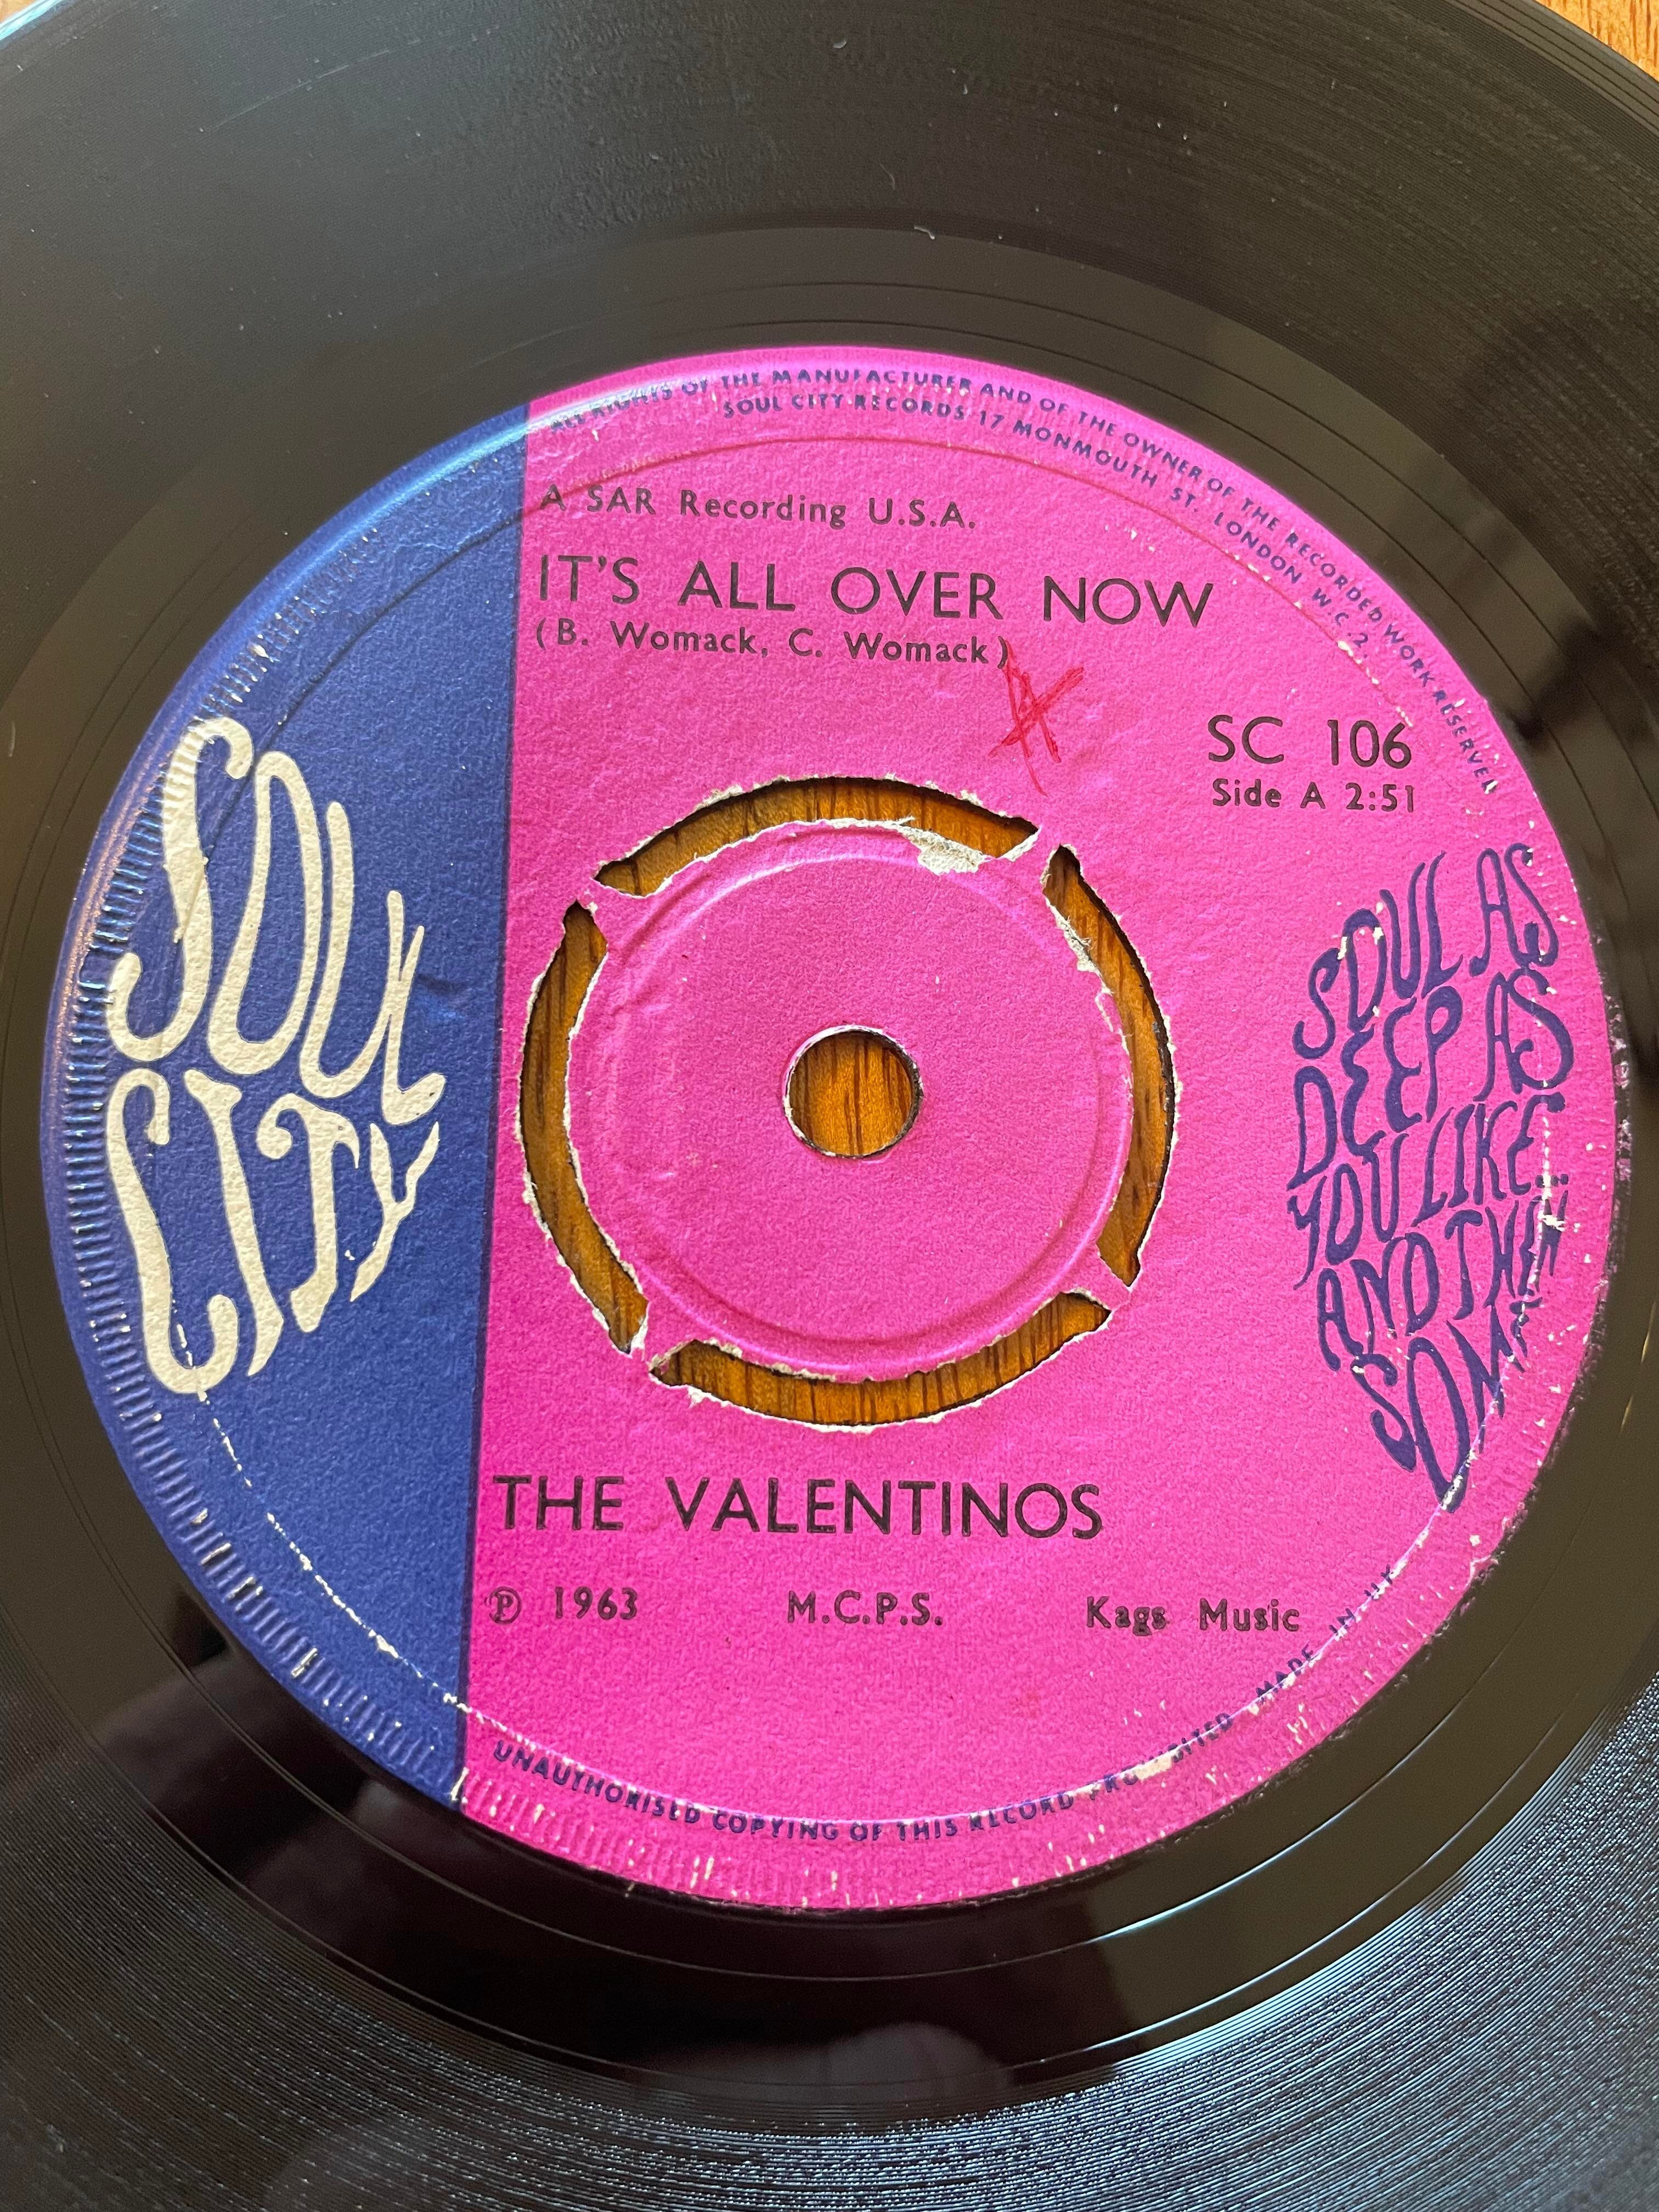 ALL RIGHTS OF THE MANUFACTURER AND OF THE OWNER OF THE RECORDED WORK RESERVED
SOUL CITY RECORDS 17 MONMOUTH ST. LONDON W.C.2.
A SAR Recording U.S.A.
IT'S ALL OVER NOW
(B. Womack, C. Womack)
SC 106
Side A 2:51
SOUL
CITY
SOUL AS
DEEP AS
YOU LIKE...
AND THEN
SOME
THE VALENTINOS
Ⓟ 1963 M.C.P.S. Kags Music
UNAUTHORISED COPYING OF THIS RECORD PROHIBITED MADE IN U.K.